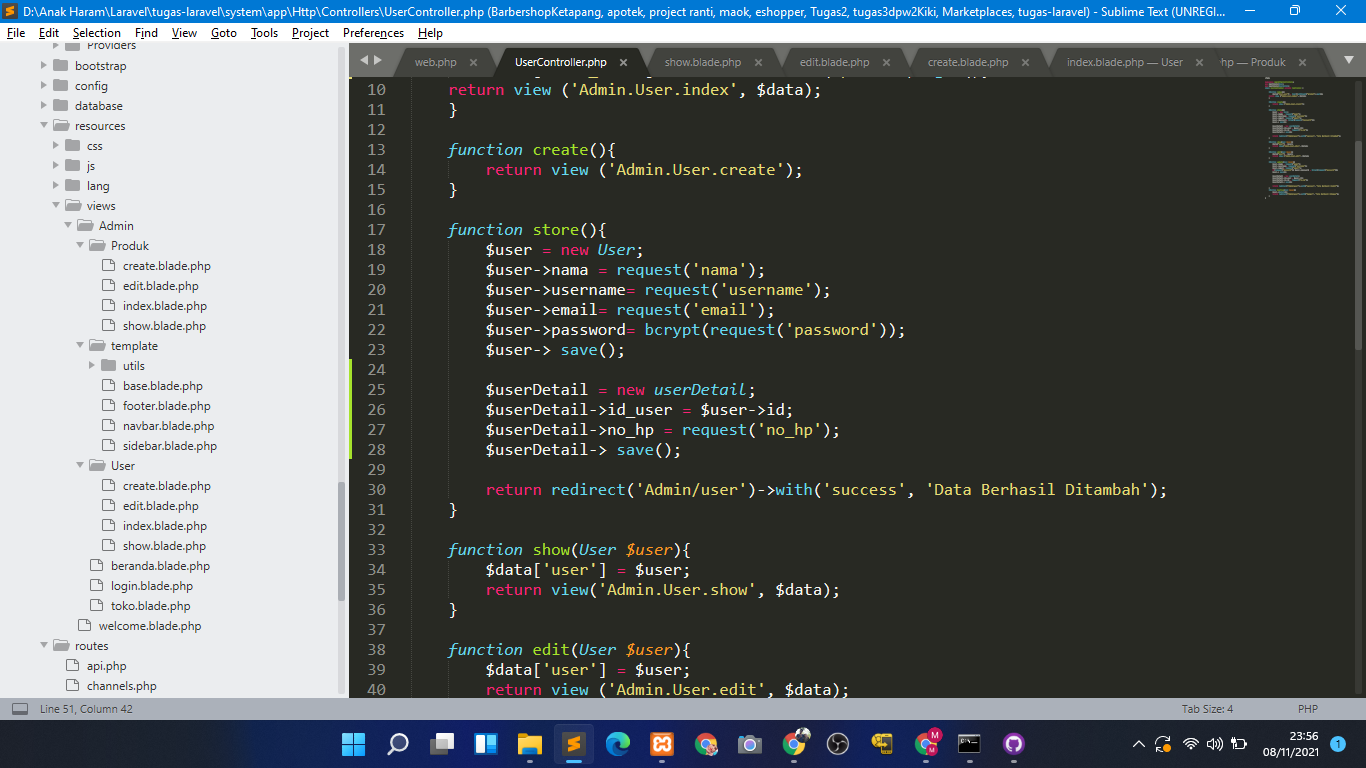 D:\Anak Haram\Laravel\tugas-laravel\system\app\Http\Controllers\UserController.php (BarbershopKetapang, apotek, project ranti, maok, eshopper, Tugas2, tugas3dpw2Kiki, Marketplaces, tugas-laravel) - Sublime Text (UNREGI...
File Edit Selection Find View Goto Tools Project Preferences Help
Providers
bootstrap
config
database
resources
css
js
lang
views
Admin
Produk
create.blade.php
edit.blade.php
index.blade.php
show.blade.php
template
utils
base.blade.php
footer.blade.php
navbar.blade.php
sidebar.blade.php
User
create.blade.php
edit.blade.php
index.blade.php
show.blade.php
beranda.blade.php
login.blade.php
toko.blade.php
welcome.blade.php
routes
api.php
channels.php
web.php × UserController.php × show.blade.php × edit.blade.php × create.blade.php × index.blade.php — User × hp — Produk ×
10 return view ('Admin.User.index', $data);
11 }
12
13 function create(){
14 return view ('Admin.User.create');
15 }
16
17 function store(){
18 $user = new User;
19 $user->nama = request('nama');
20 $user->username= request('username');
21 $user->email= request('email');
22 $user->password= bcrypt(request('password'));
23 $user-> save();
24
25 $userDetail = new userDetail;
26 $userDetail->id_user = $user->id;
27 $userDetail->no_hp = request('no_hp');
28 $userDetail-> save();
29
30 return redirect('Admin/user')->with('success', 'Data Berhasil Ditambah');
31 }
32
33 function show(User $user){
34 $data['user'] = $user;
35 return view('Admin.User.show', $data);
36 }
37
38 function edit(User $user){
39 $data['user'] = $user;
40 return view ('Admin.User.edit', $data);
Line 51, Column 42 Tab Size: 4 PHP
M
M
23:56
08/11/2021
1